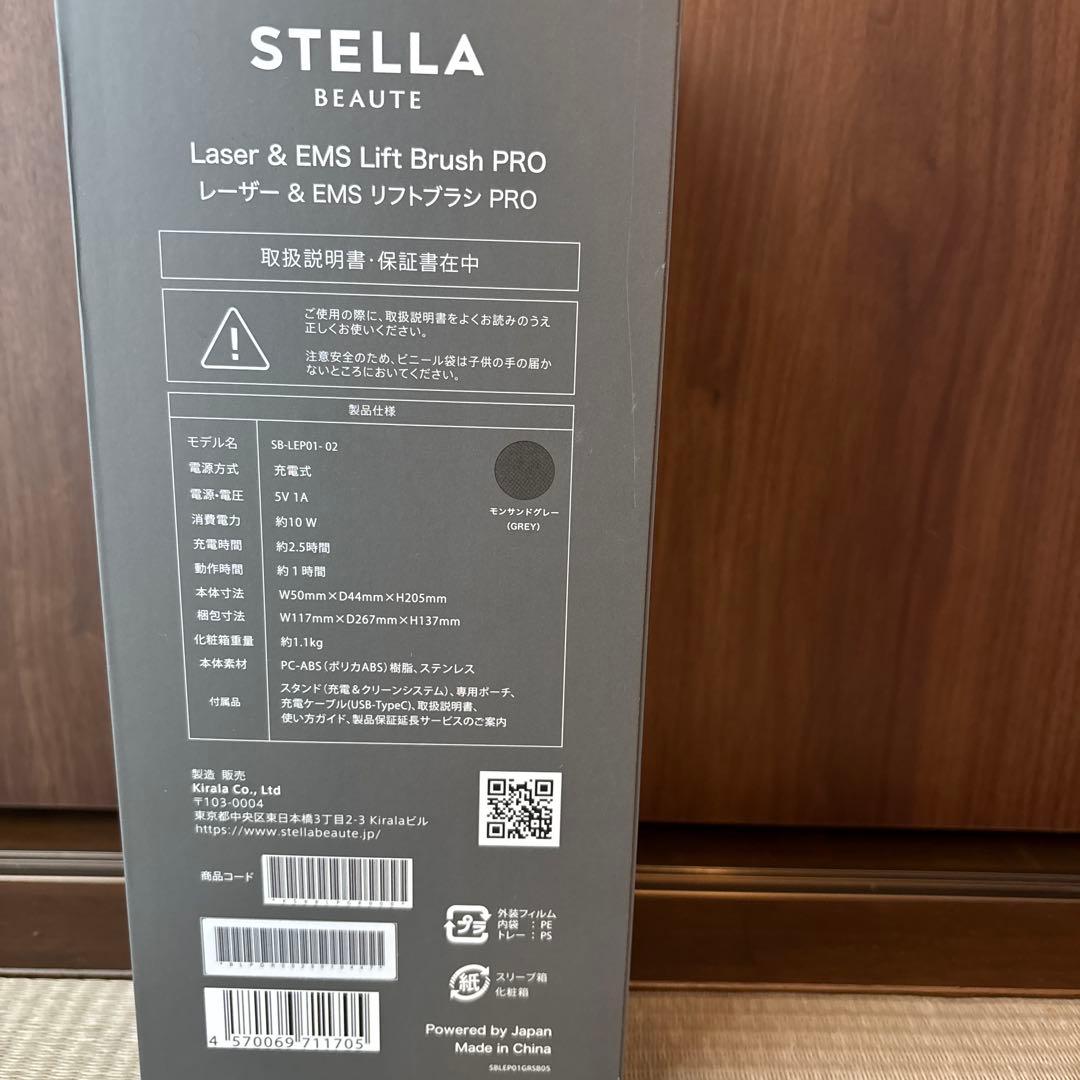 STELLA
BEAUTE
Laser & EMS Lift Brush PRO
レーザー & EMS リフトブラシ PRO
取扱説明書・保証書在中
ご使用の際に、取扱説明書をよくお読みのうえ
正しくお使いください。
注意安全のため、ビニール袋は子供の手の届か
ないところにおいてください。
製品仕様
モデル名 SB-LEP01- 02
電源方式 充電式
電源・電圧 5V 1A
消費電力 約10 W
充電時間 約2.5時間
動作時間 約1時間
本体寸法 W50mm×D44mm×H205mm
梱包寸法 W117mm×D267mm×H137mm
化粧箱重量 約1.1kg
本体素材 PC-ABS（ポリカABS）樹脂、ステンレス
付属品 スタンド（充電＆クリーンシステム）、専用ポーチ、
充電ケーブル(USB-TypeC)、取扱説明書、
使い方ガイド、製品保証延長サービスのご案内
モンサンドグレー
（GREY）
製造 販売
Kirala Co., Ltd
〒103-0004
東京都中央区東日本橋3丁目2-3 Kiralaビル
https://www.stellabeaute.jp/
商品コード
プラ
外装フィルム
内袋 : PE
トレー : PS
紙
スリーブ箱
化粧箱
4 570069 711705
Powered by Japan
Made in China
SBLEP01GRSB05